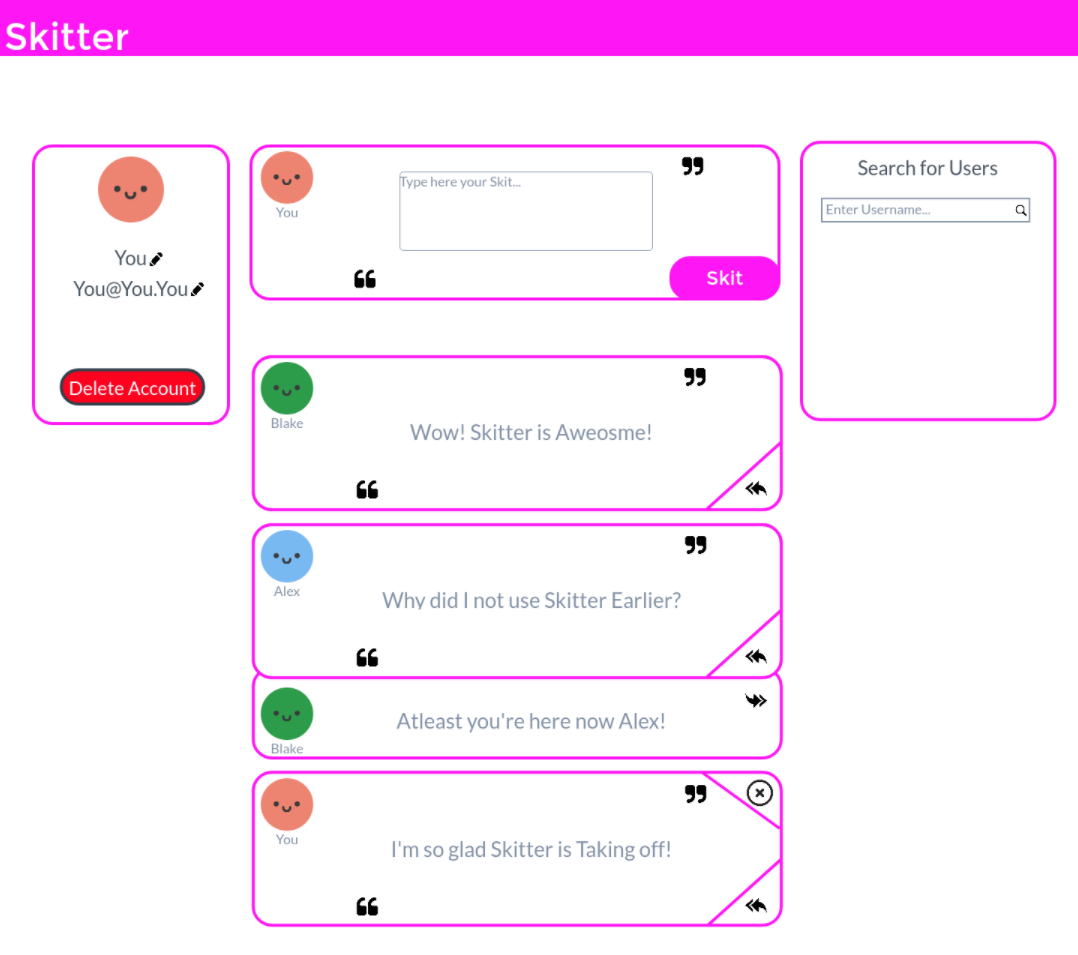 Skitter
You
You@You.You
Delete Account
You
Type here your Skit...
❞
❝
Skit
Search for Users
Enter Username...
Blake
❞
Wow! Skitter is Aweosme!
❝
Alex
❞
Why did I not use Skitter Earlier?
❝
Blake
Atleast you're here now Alex!
You
❞
I'm so glad Skitter is Taking off!
❝